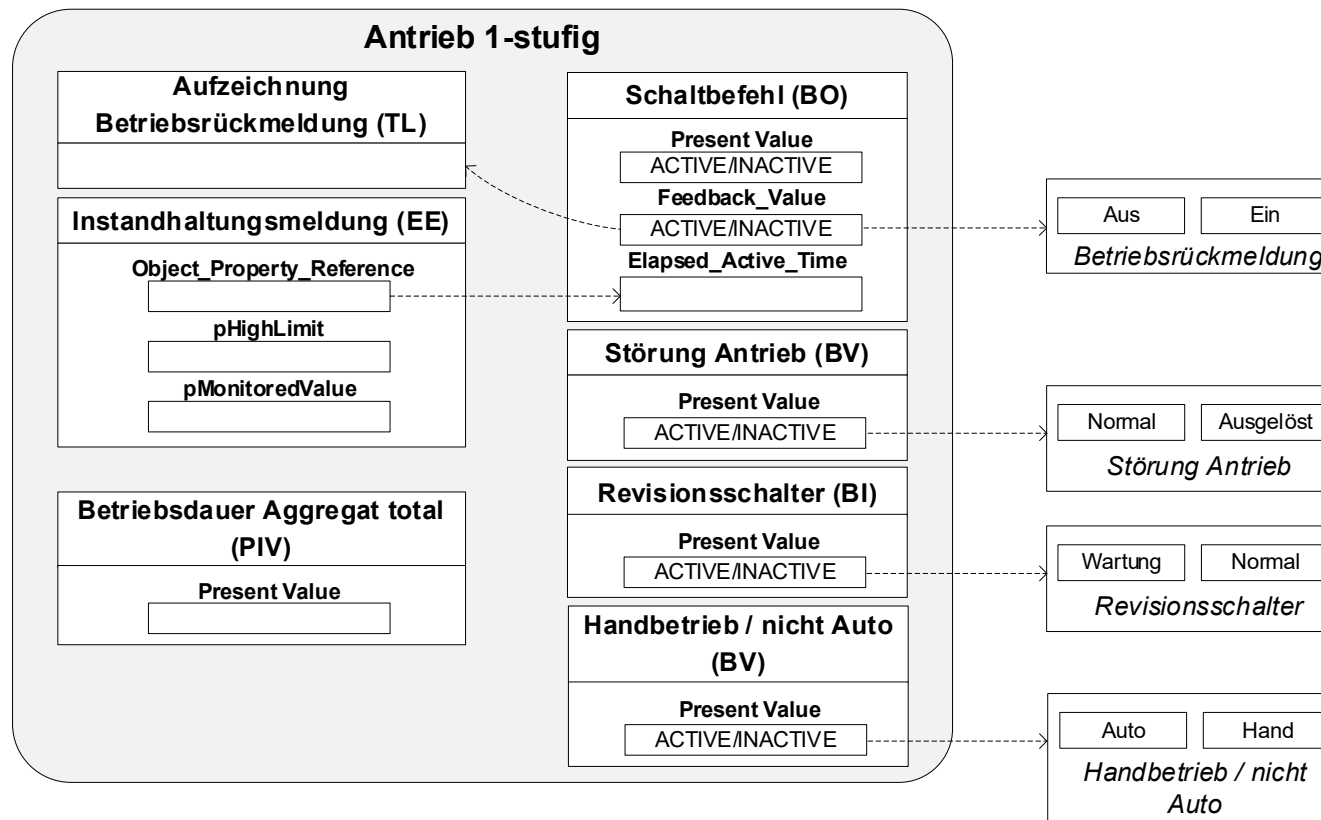 Antrieb 1-stufig
Aufzeichnung
Betriebsrückmeldung (TL)
Instandhaltungsmeldung (EE)
Object_Property_Reference
pHighLimit
pMonitoredValue
Betriebsdauer Aggregat total
(PIV)
Present Value
Schaltbefehl (BO)
Present Value
ACTIVE/INACTIVE
Feedback_Value
ACTIVE/INACTIVE
Elapsed_Active_Time
Störung Antrieb (BV)
Present Value
ACTIVE/INACTIVE
Revisionsschalter (BI)
Present Value
ACTIVE/INACTIVE
Handbetrieb / nicht Auto
(BV)
Present Value
ACTIVE/INACTIVE
Aus Ein
Betriebsrückmeldung
Normal Ausgelöst
Störung Antrieb
Wartung Normal
Revisionsschalter
Auto Hand
Handbetrieb / nicht
Auto